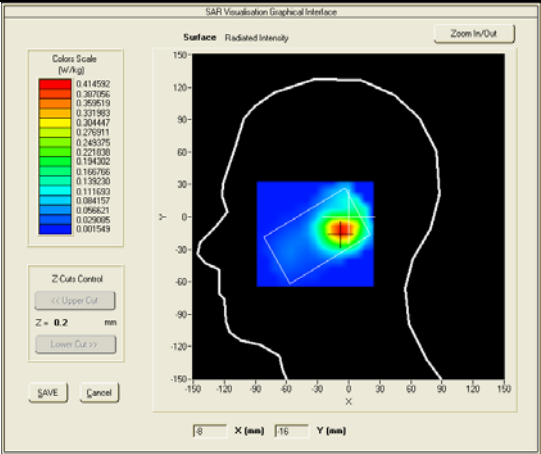 SAR Visualisation Graphical Interface
Surface Radiated Intensity
Zoom In/Out
Colors Scale
(W/kg)
0.414592
0.387056
0.359519
0.331983
0.304447
0.276911
0.249375
0.221838
0.194302
0.166766
0.139230
0.111693
0.084157
0.056621
0.029085
0.001549
Z-Cuts Control
<< Upper Cut
Z = 0.2 mm
Lower Cut >>
SAVE Cancel
150-
120-
90-
60-
30-
0-
-30-
-60-
-90-
-120-
-150-
Y
-150 -120 -90 -60 -30 0 30 60 90 120 150
X
-8 X (mm) -16 Y (mm)